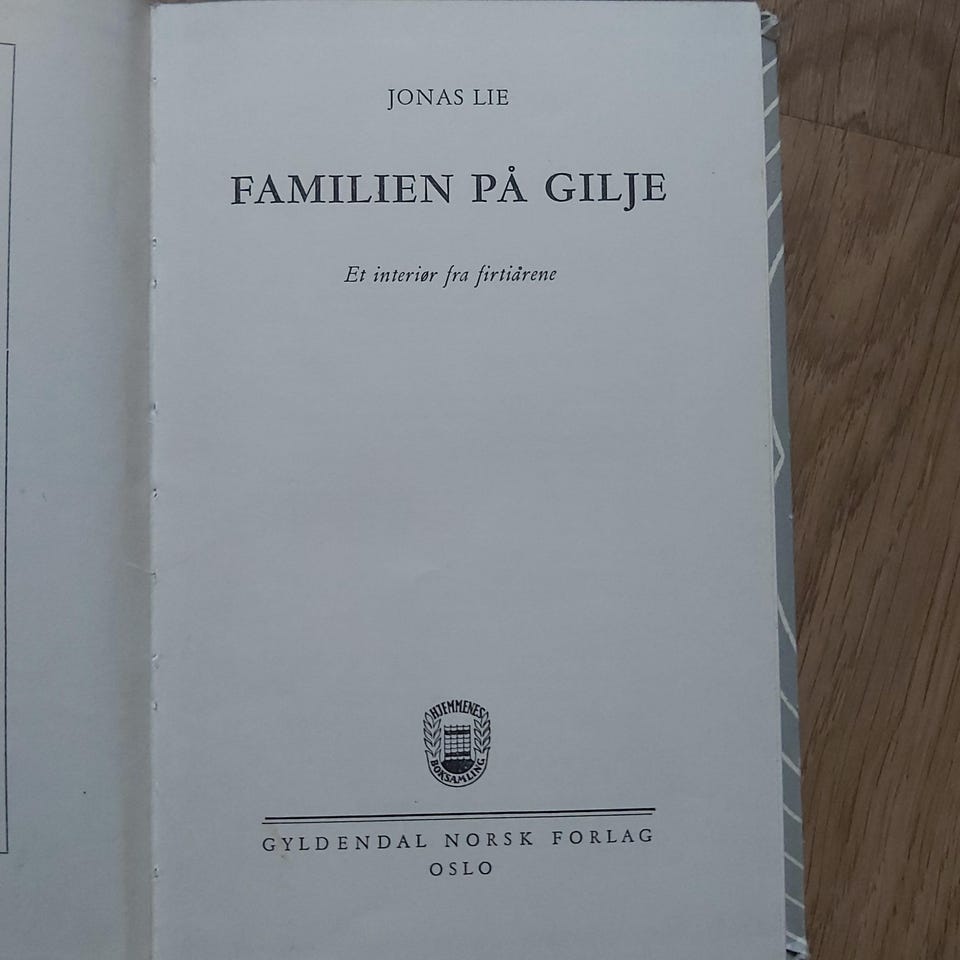 JONAS LIE
FAMILIEN PÅ GILJE
Et interiør fra firtiårene
HJEMMENES
BOKSAMLING
GYLDENDAL NORSK FORLAG
OSLO